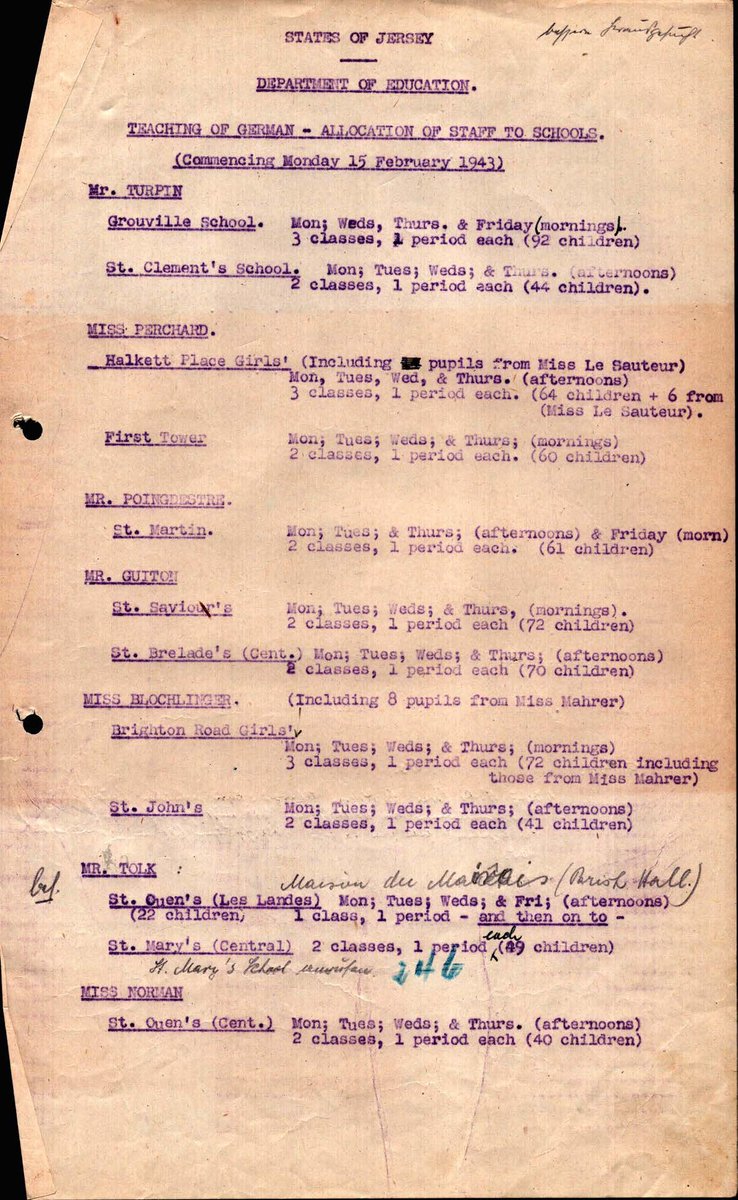 STATES OF JERSEY
DEPARTMENT OF EDUCATION.
TEACHING OF GERMAN - ALLOCATION OF STAFF TO SCHOOLS.
(Commencing Monday 15 February 1943)
Mr. TURPIN
Grouville School. Mon; Weds, Thurs. & Friday (mornings).
3 classes, 1 period each (92 children)
St. Clement's School. Mon; Tues; Weds; & Thurs. (afternoons)
2 classes, 1 period each (44 children).
MISS PERCHARD.
Halkett Place Girls' (Including pupils from Miss Le Sauteur)
Mon, Tues, Wed, & Thurs. (afternoons)
3 classes, 1 period each. (64 children + 6 from
(Miss Le Sauteur).
First Tower Mon; Tues; Weds; & Thurs; (mornings)
2 classes, 1 period each. (60 children)
MR. POINGDESTRE.
St. Martin. Mon; Tues; & Thurs; (afternoons) & Friday (morn)
2 classes, 1 period each. (61 children)
MR. GUITON
St. Saviour's Mon; Tues; Weds; & Thurs, (mornings).
2 classes, 1 period each (72 children)
St. Brelade's (Cent.) Mon; Tues; Weds; & Thurs; (afternoons)
2 classes, 1 period each (70 children)
MISS BLOCHLINGER. (Including 8 pupils from Miss Mahrer)
Brighton Road Girls'
Mon; Tues; Weds; & Thurs; (mornings)
3 classes, 1 period each (72 children including
those from Miss Mahrer)
St. John's Mon; Tues; Weds; & Thurs; (afternoons)
2 classes, 1 period each (41 children)
MR. TOLK
Maison du (Parish Hall.)
St. Ouen's (Les Landes) Mon; Tues; Weds; & Fri; (afternoons)
(22 children, 1 class, 1 period - and then on to -
each
St. Mary's (Central) 2 classes, 1 period (49 children)
St. Mary's School 246
MISS NORMAN
St. Ouen's (Cent.) Mon; Tues; Weds; & Thurs. (afternoons)
2 classes, 1 period each (40 children)